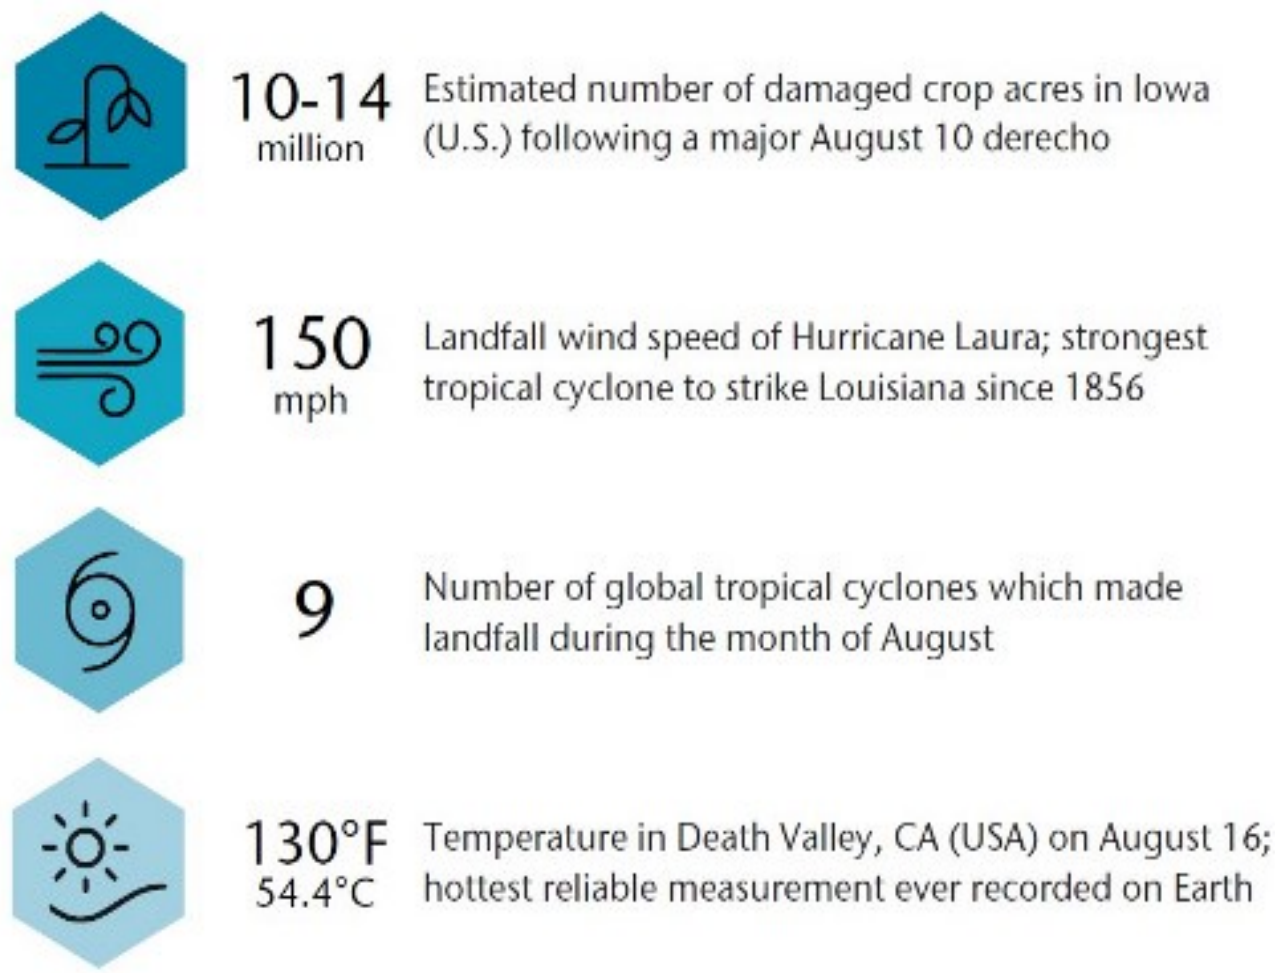 10-14
million
Estimated number of damaged crop acres in Iowa
(U.S.) following a major August 10 derecho
150
mph
Landfall wind speed of Hurricane Laura; strongest
tropical cyclone to strike Louisiana since 1856
9
Number of global tropical cyclones which made
landfall during the month of August
130°F
54.4°C
Temperature in Death Valley, CA (USA) on August 16;
hottest reliable measurement ever recorded on Earth